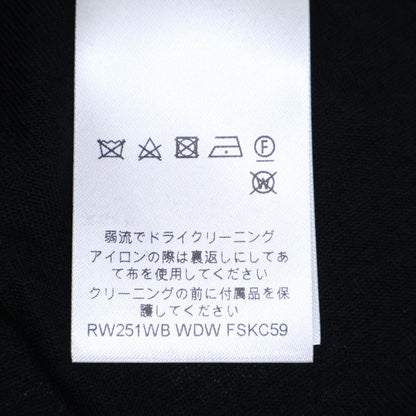 F
W
弱流でドライクリーニング
アイロンの際は裏返しにしてあ
て布を使用してください
クリーニングの前に付属品を保
護してください
RW251WB WDW FSKC59